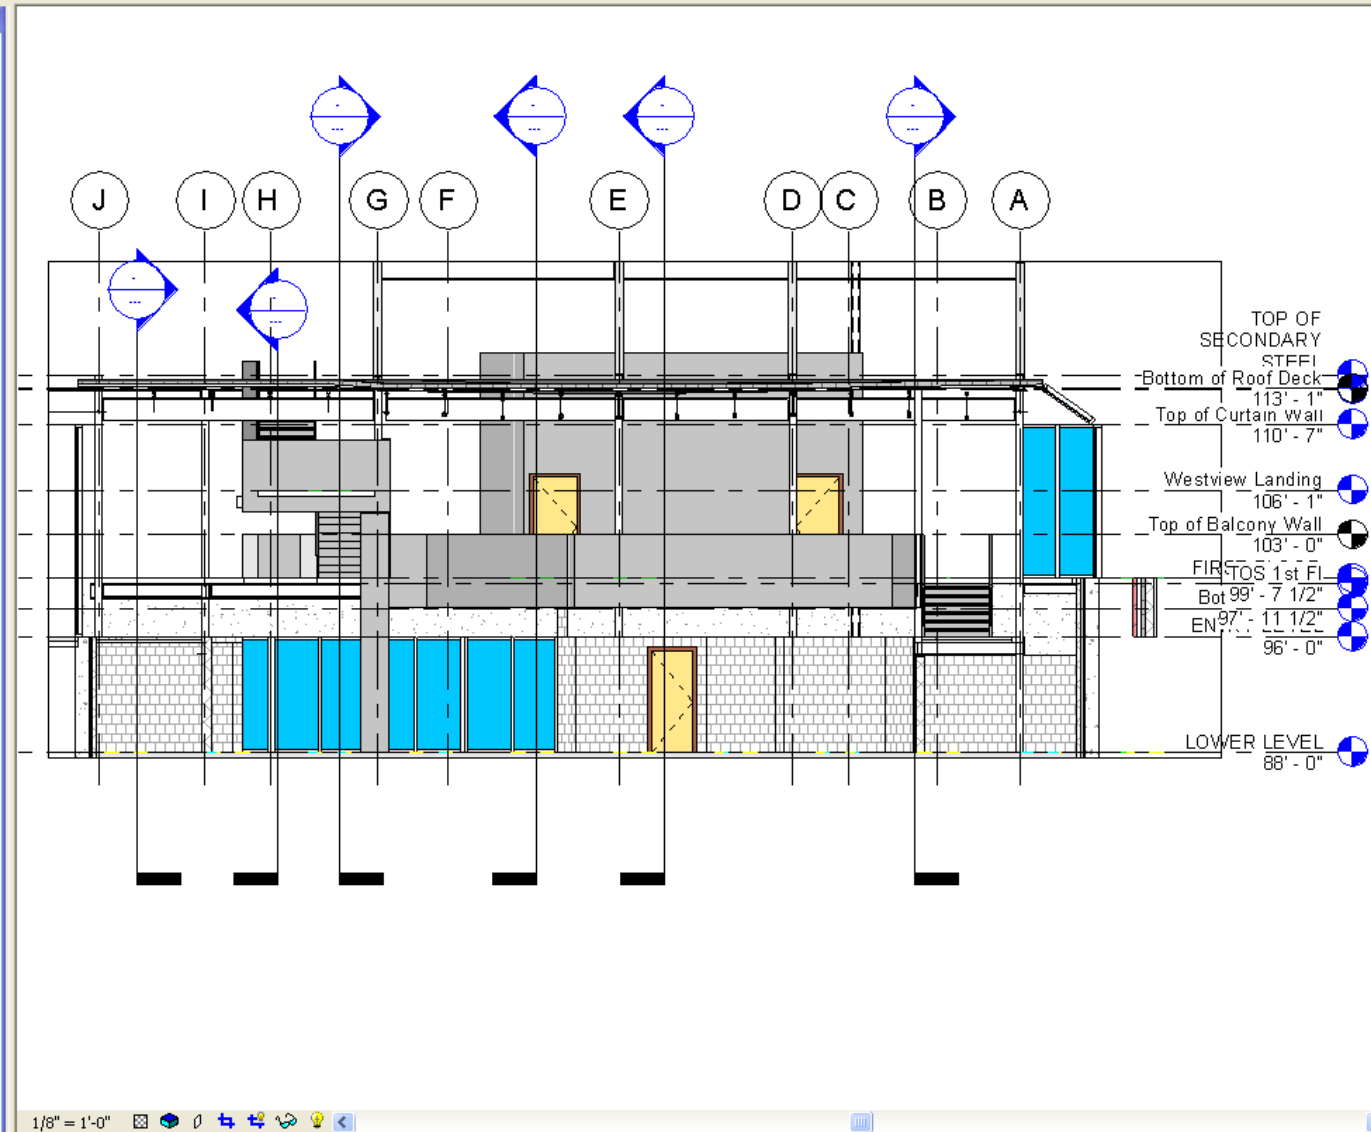 J I H G F E D C B A
TOP OF
SECONDARY
STEEL
Bottom of Roof Deck
113' - 1"
Top of Curtain Wall
110' - 7"
Westview Landing
106' - 1"
Top of Balcony Wall
103' - 0"
TOS 1st Fl
99' - 7 1/2"
Bot
97' - 11 1/2"
96' - 0"
LOWER LEVEL
88' - 0"
1/8" = 1'-0"